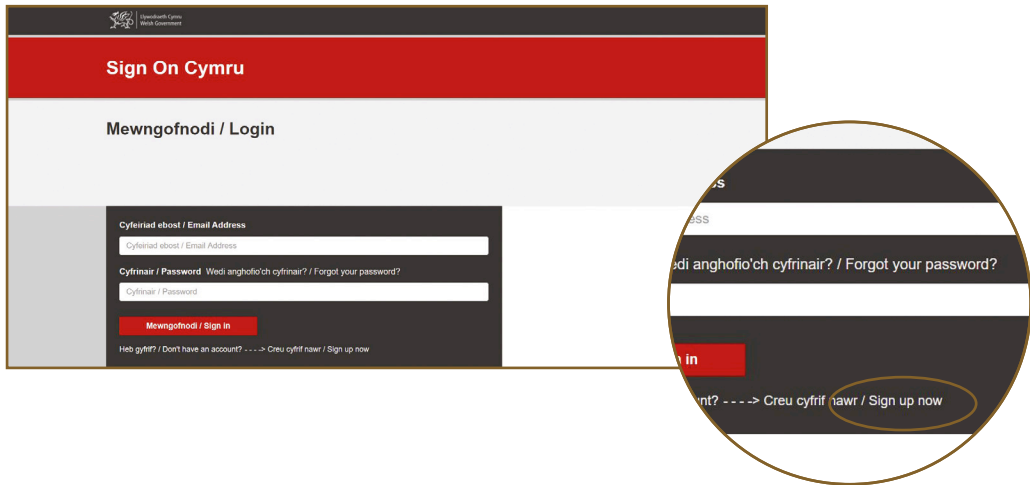 Llywodraeth Cymru
Welsh Government
Sign On Cymru
Mewngofnodi / Login
Cyfeiriad ebost / Email Address
Cyfeiriad ebost / Email Address
Cyfrinair / Password Wedi anghofio'ch cyfrinair? / Forgot your password?
Cyfrinair / Password
Mewngofnodi / Sign in
Heb gyfrif? / Don't have an account? - - - -> Creu cyfrif nawr / Sign up now
ss
ess
edi anghofio'ch cyfrinair? / Forgot your password?
in
nt? - - - -> Creu cyfrif nawr / Sign up now